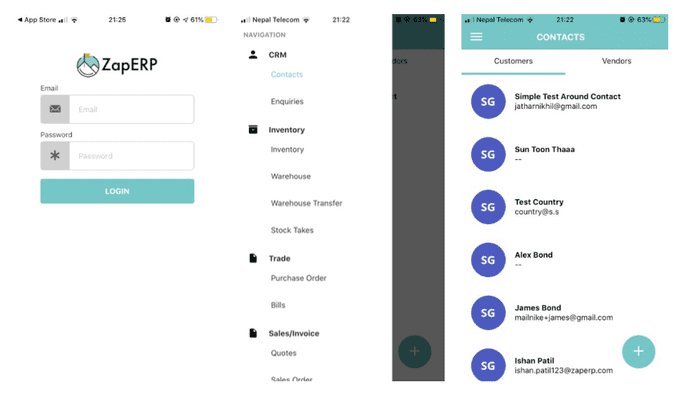 App Store
21:25
61%
ZapERP
Email
Email
Password
Password
LOGIN
Nepal Telecom
21:22
63%
NAVIGATION
CRM
Contacts
Enquiries
Inventory
Inventory
Warehouse
Warehouse Transfer
Stock Takes
Trade
Purchase Order
Bills
Sales/Invoice
Quotes
Sales Order
dors
t
+
Nepal Telecom
21:22
63%
CONTACTS
Customers
Vendors
SG
Simple Test Around Contact
jatharnikhil@gmail.com
SG
Sun Toon Thaaa
--
SG
Test Country
country@s.s
SG
Alex Bond
--
SG
James Bond
mailnike+james@gmail.com
SG
Ishan Patil
ishan.patil123@zaperp.com
+